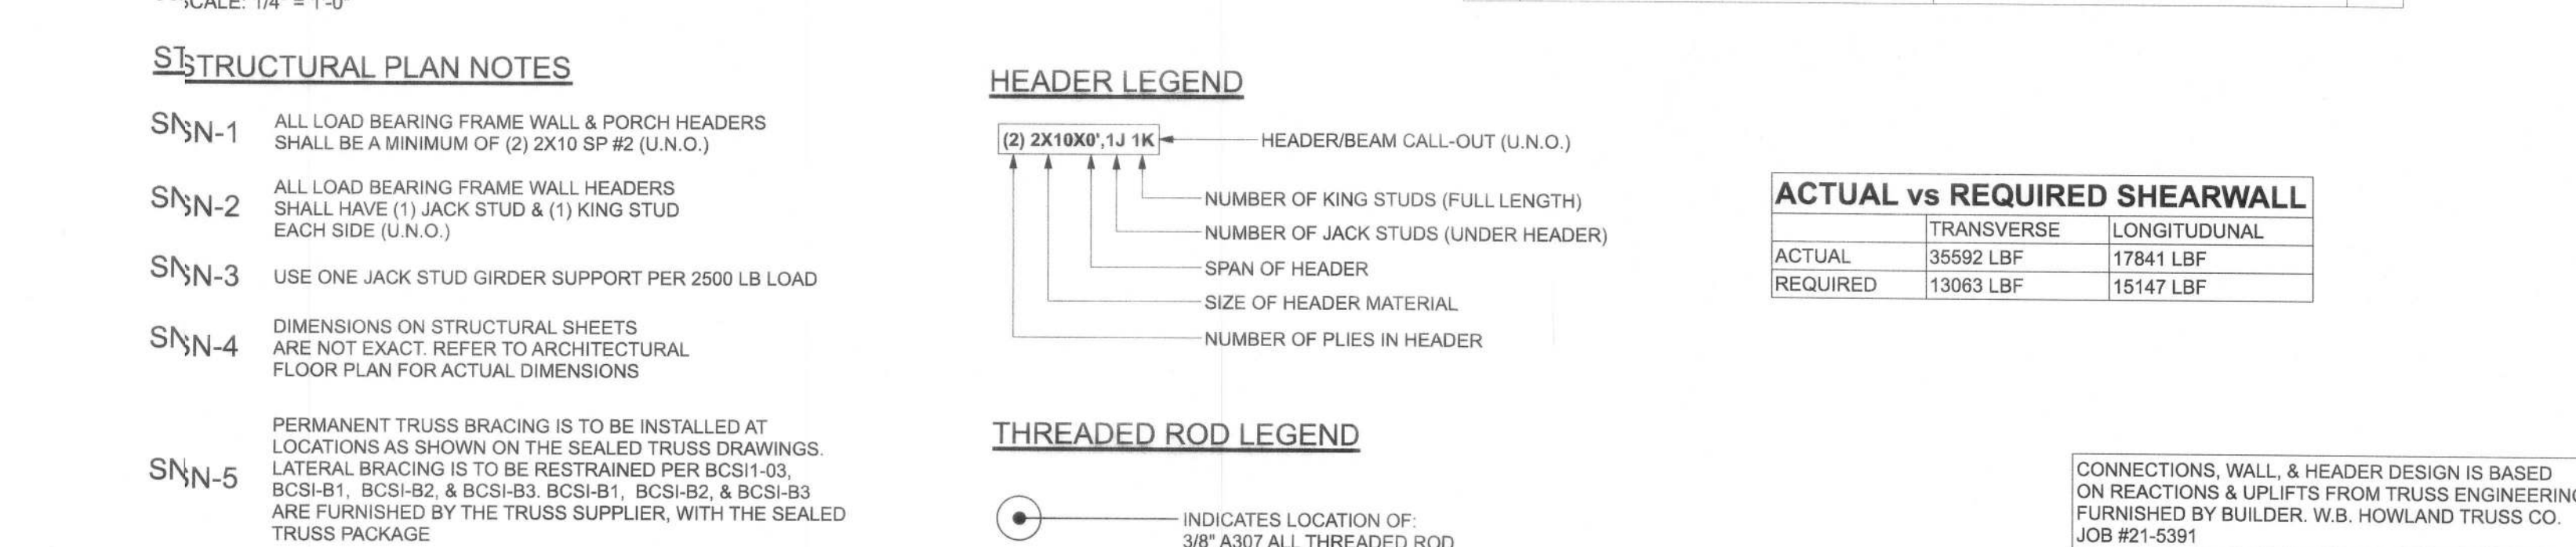 SCALE: 1/4" = 1'-0"
STRUCTURAL PLAN NOTES
SN-1 ALL LOAD BEARING FRAME WALL & PORCH HEADERS
SHALL BE A MINIMUM OF (2) 2X10 SP #2 (U.N.O.)
SN-2 ALL LOAD BEARING FRAME WALL HEADERS
SHALL HAVE (1) JACK STUD & (1) KING STUD
EACH SIDE (U.N.O.)
SN-3 USE ONE JACK STUD GIRDER SUPPORT PER 2500 LB LOAD
SN-4 DIMENSIONS ON STRUCTURAL SHEETS
ARE NOT EXACT. REFER TO ARCHITECTURAL
FLOOR PLAN FOR ACTUAL DIMENSIONS
SN-5 PERMANENT TRUSS BRACING IS TO BE INSTALLED AT
LOCATIONS AS SHOWN ON THE SEALED TRUSS DRAWINGS.
LATERAL BRACING IS TO BE RESTRAINED PER BCSI1-03,
BCSI-B1, BCSI-B2, & BCSI-B3. BCSI-B1, BCSI-B2, & BCSI-B3
ARE FURNISHED BY THE TRUSS SUPPLIER, WITH THE SEALED
TRUSS PACKAGE
HEADER LEGEND
(2) 2X10X0',1J 1K
HEADER/BEAM CALL-OUT (U.N.O.)
NUMBER OF KING STUDS (FULL LENGTH)
NUMBER OF JACK STUDS (UNDER HEADER)
SPAN OF HEADER
SIZE OF HEADER MATERIAL
NUMBER OF PLIES IN HEADER
THREADED ROD LEGEND
INDICATES LOCATION OF:
3/8" A307 ALL THREADED ROD
ACTUAL vs REQUIRED SHEARWALL
TRANSVERSE LONGITUDUNAL
ACTUAL 35592 LBF 17841 LBF
REQUIRED 13063 LBF 15147 LBF
CONNECTIONS, WALL, & HEADER DESIGN IS BASED
ON REACTIONS & UPLIFTS FROM TRUSS ENGINEERING
FURNISHED BY BUILDER. W.B. HOWLAND TRUSS CO.
JOB #21-5391